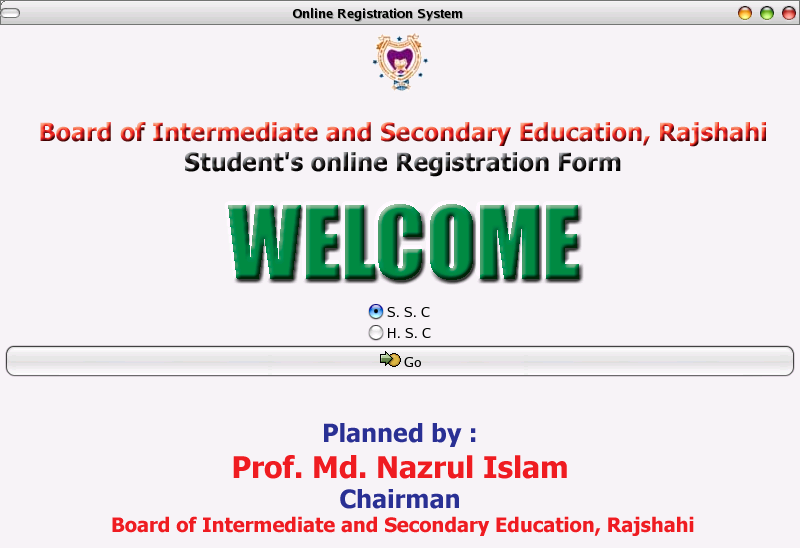 Online Registration System
Board of Intermediate and Secondary Education, Rajshahi
Student's online Registration Form
WELCOME
S. S. C
H. S. C
Go
Planned by :
Prof. Md. Nazrul Islam
Chairman
Board of Intermediate and Secondary Education, Rajshahi